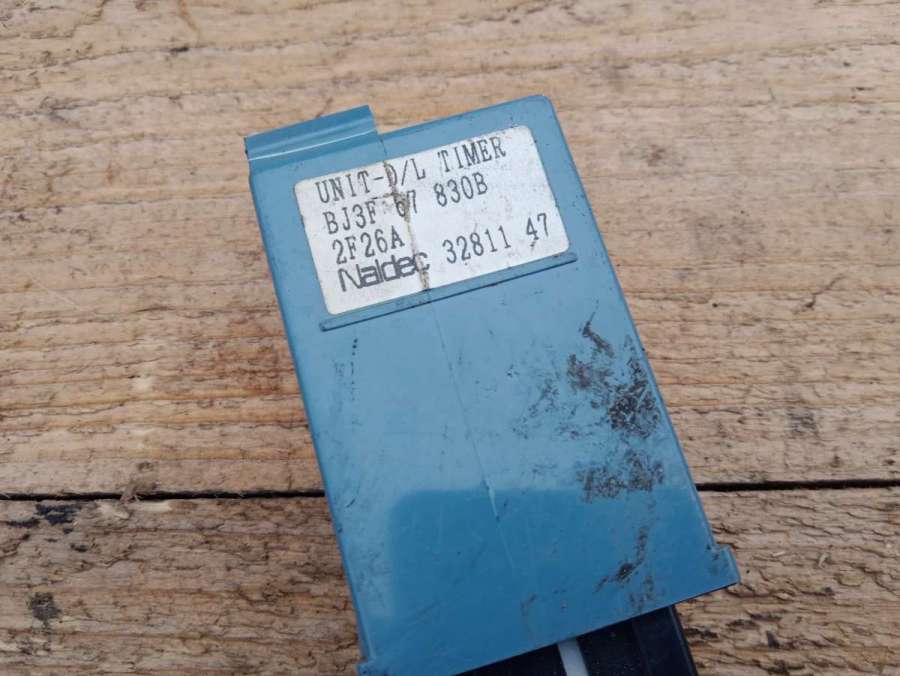 UNIT-D/L TIMER
BJ3F 67 830B
2F26A
Naldec 32811 47